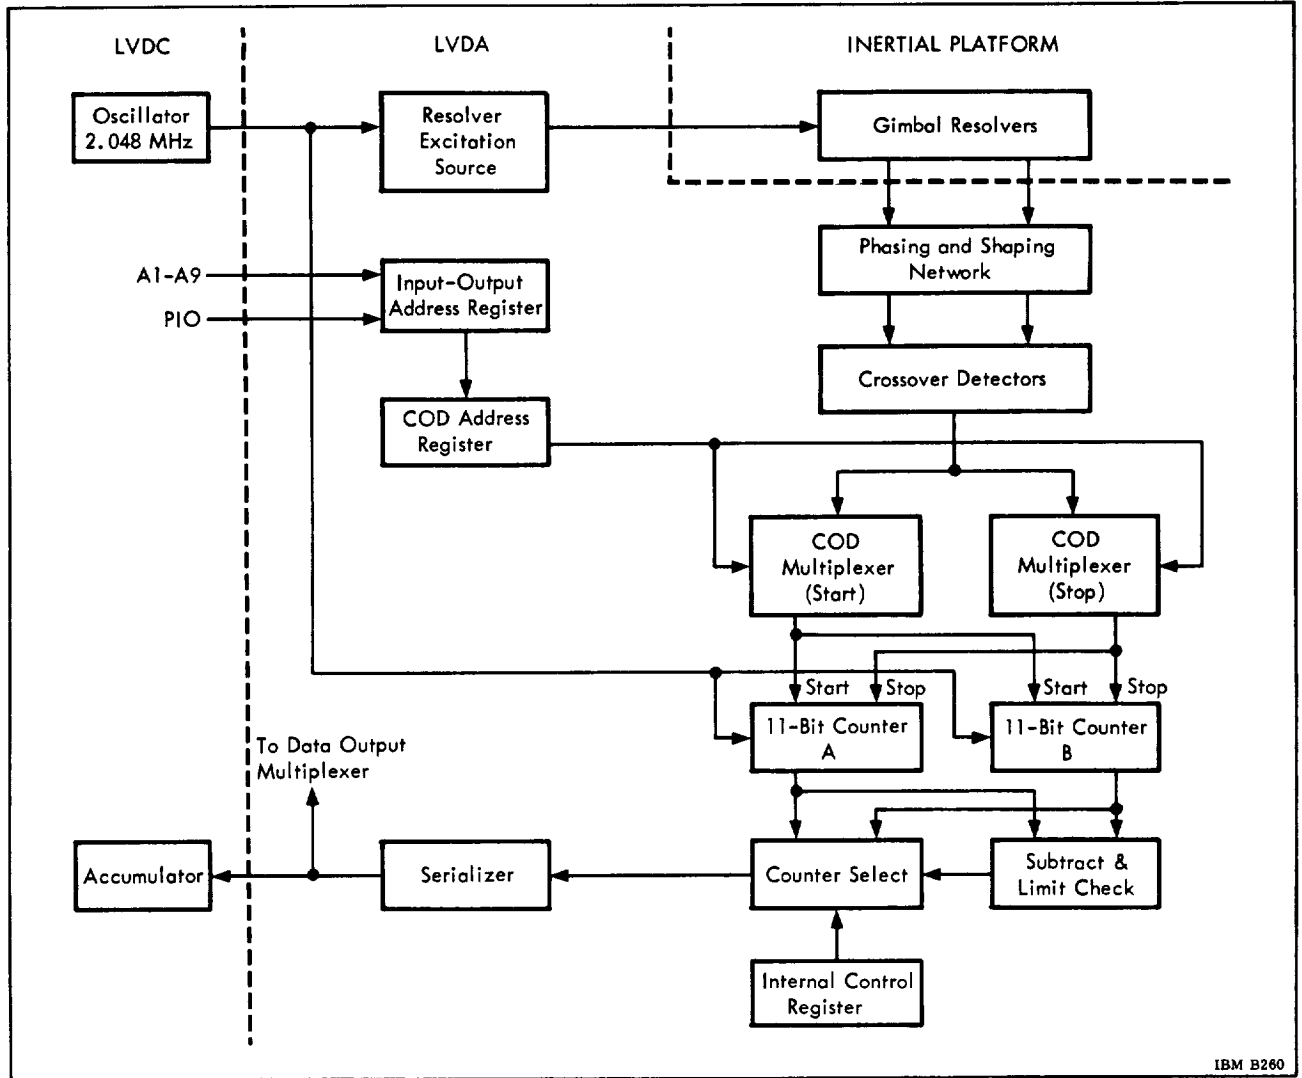 LVDC
LVDA
INERTIAL PLATFORM
Oscillator
2.048 MHz
Resolver
Excitation
Source
Gimbal Resolvers
Phasing and Shaping
Network
A1-A9
PIO
Input-Output
Address Register
Crossover Detectors
COD Address
Register
COD
Multiplexer
(Start)
COD
Multiplexer
(Stop)
Start
Stop
Start
Stop
11-Bit Counter
A
11-Bit Counter
B
To Data Output
Multiplexer
Accumulator
Serializer
Counter Select
Subtract &
Limit Check
Internal Control
Register
IBM B260